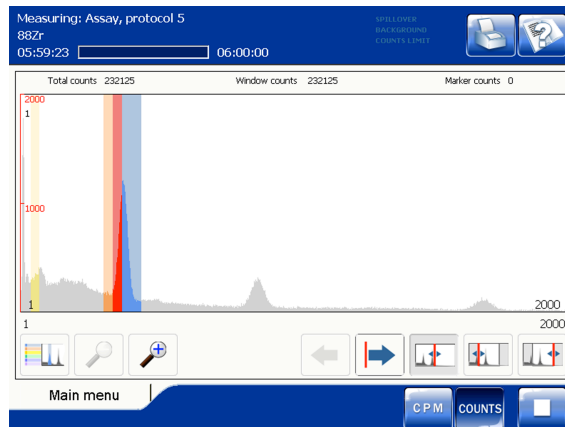 Measuring: Assay, protocol 5
88Zr
05:59:23 06:00:00
SPILLOVER
BACKGROUND
COUNTS LIMIT
Total counts 232125 Window counts 232125 Marker counts 0
2000
1
1000
1 2000
1 2000
Main menu
CPM COUNTS